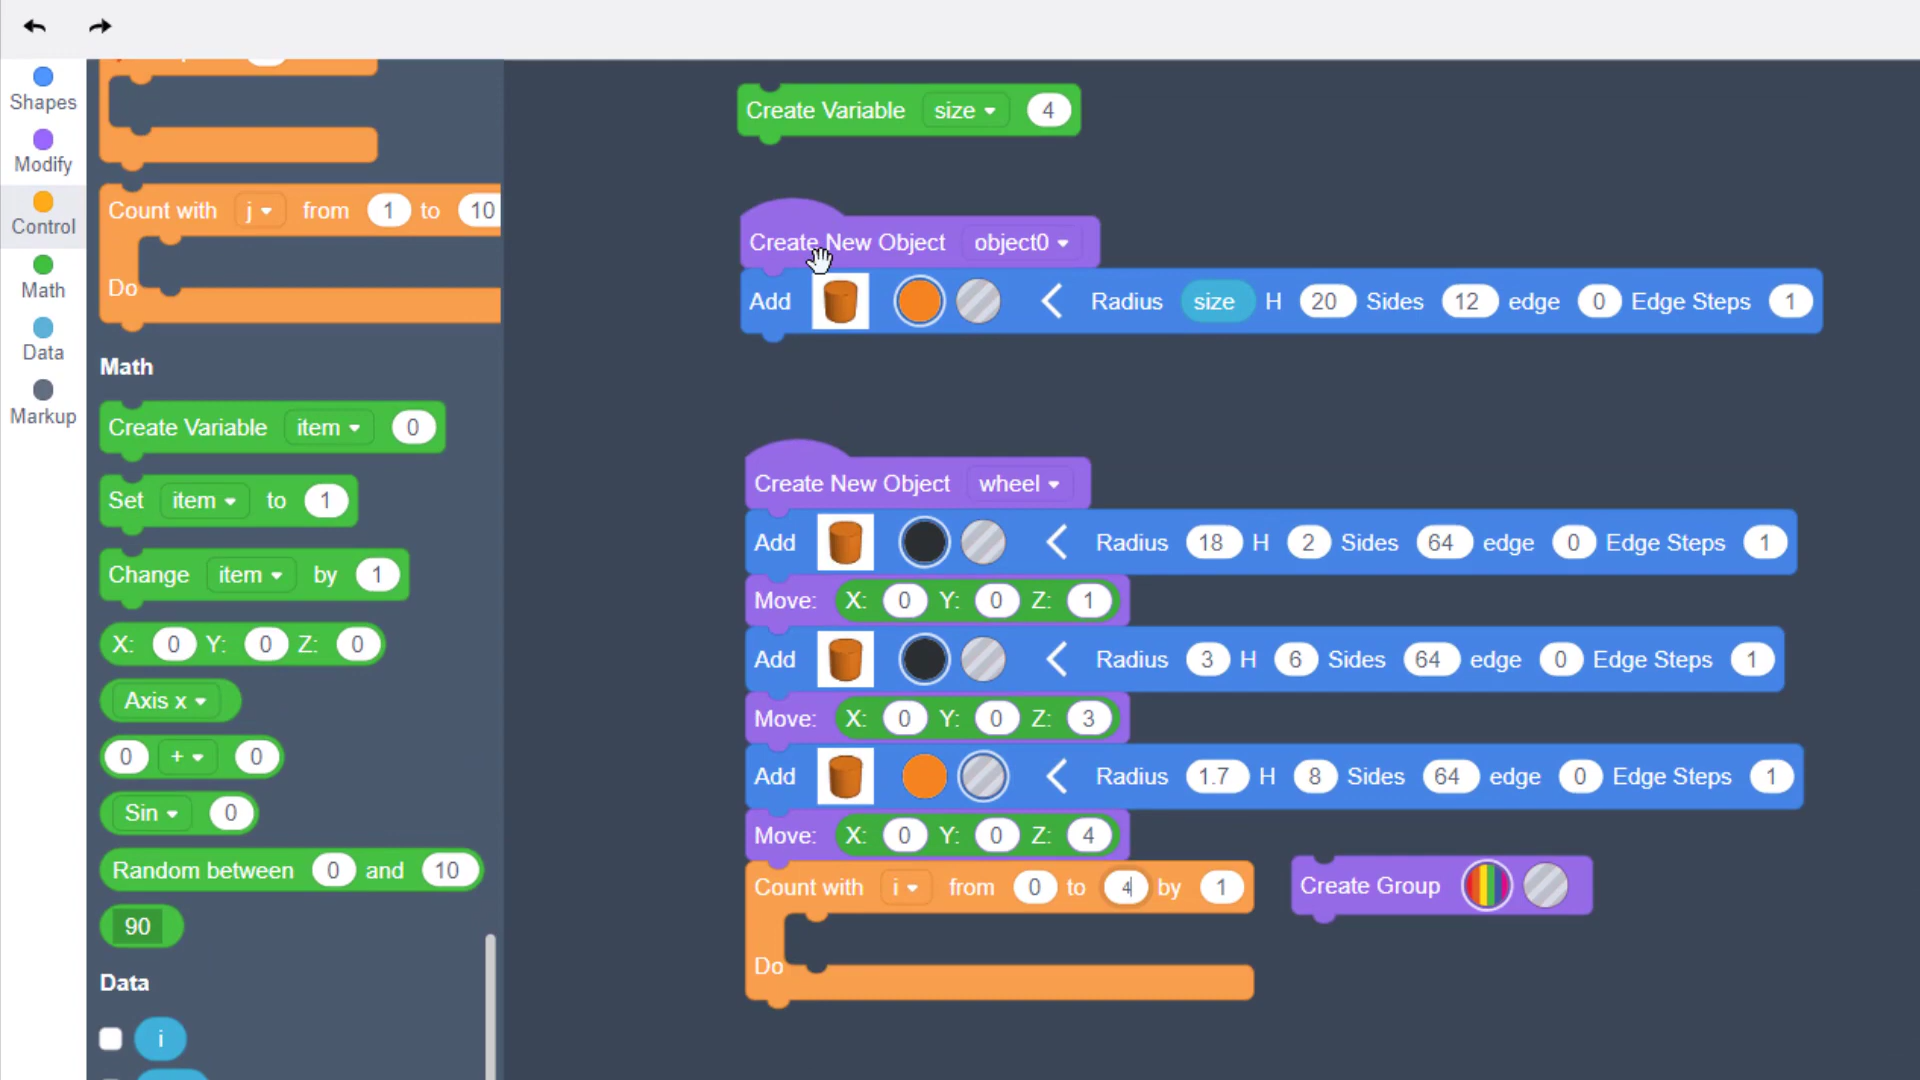 Shapes
Modify
Control
Math
Data
Markup
Count with j from 1 to 10
Do
Math
Create Variable item 0
Set item to 1
Change item by 1
X: 0 Y: 0 Z: 0
Axis x
0 + 0
Sin 0
Random between 0 and 10
90
Data
i
Create Variable size 4
Create New Object object0
Add Radius size H 20 Sides 12 edge 0 Edge Steps 1
Create New Object wheel
Add Radius 18 H 2 Sides 64 edge 0 Edge Steps 1
Move: X: 0 Y: 0 Z: 1
Add Radius 3 H 6 Sides 64 edge 0 Edge Steps 1
Move: X: 0 Y: 0 Z: 3
Add Radius 1.7 H 8 Sides 64 edge 0 Edge Steps 1
Move: X: 0 Y: 0 Z: 4
Count with i from 0 to 4 by 1
Do
Create Group